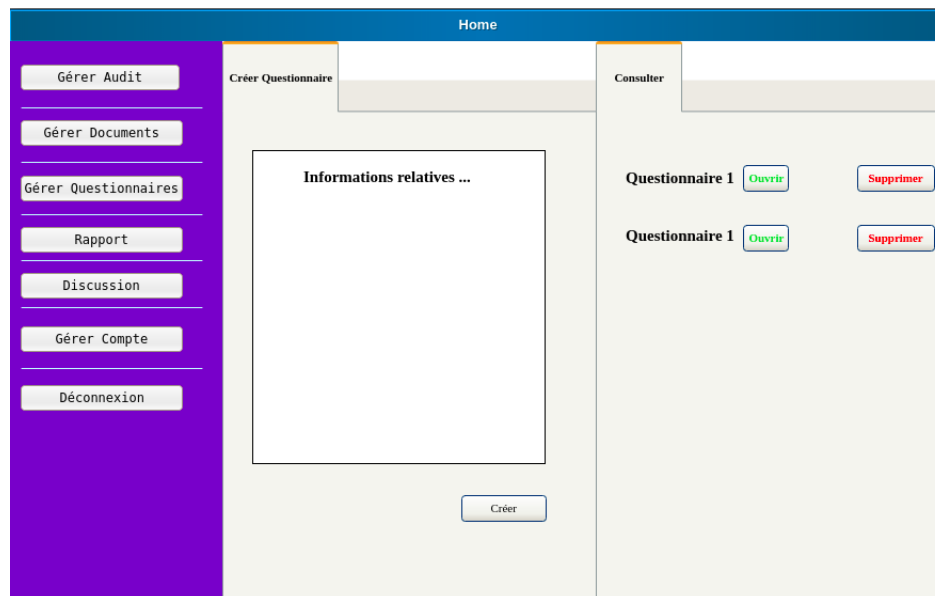 Home
Gérer Audit
Gérer Documents
Gérer Questionnaires
Rapport
Discussion
Gérer Compte
Déconnexion
Créer Questionnaire
Informations relatives ...
Créer
Consulter
Questionnaire 1 Ouvrir Supprimer
Questionnaire 1 Ouvrir Supprimer